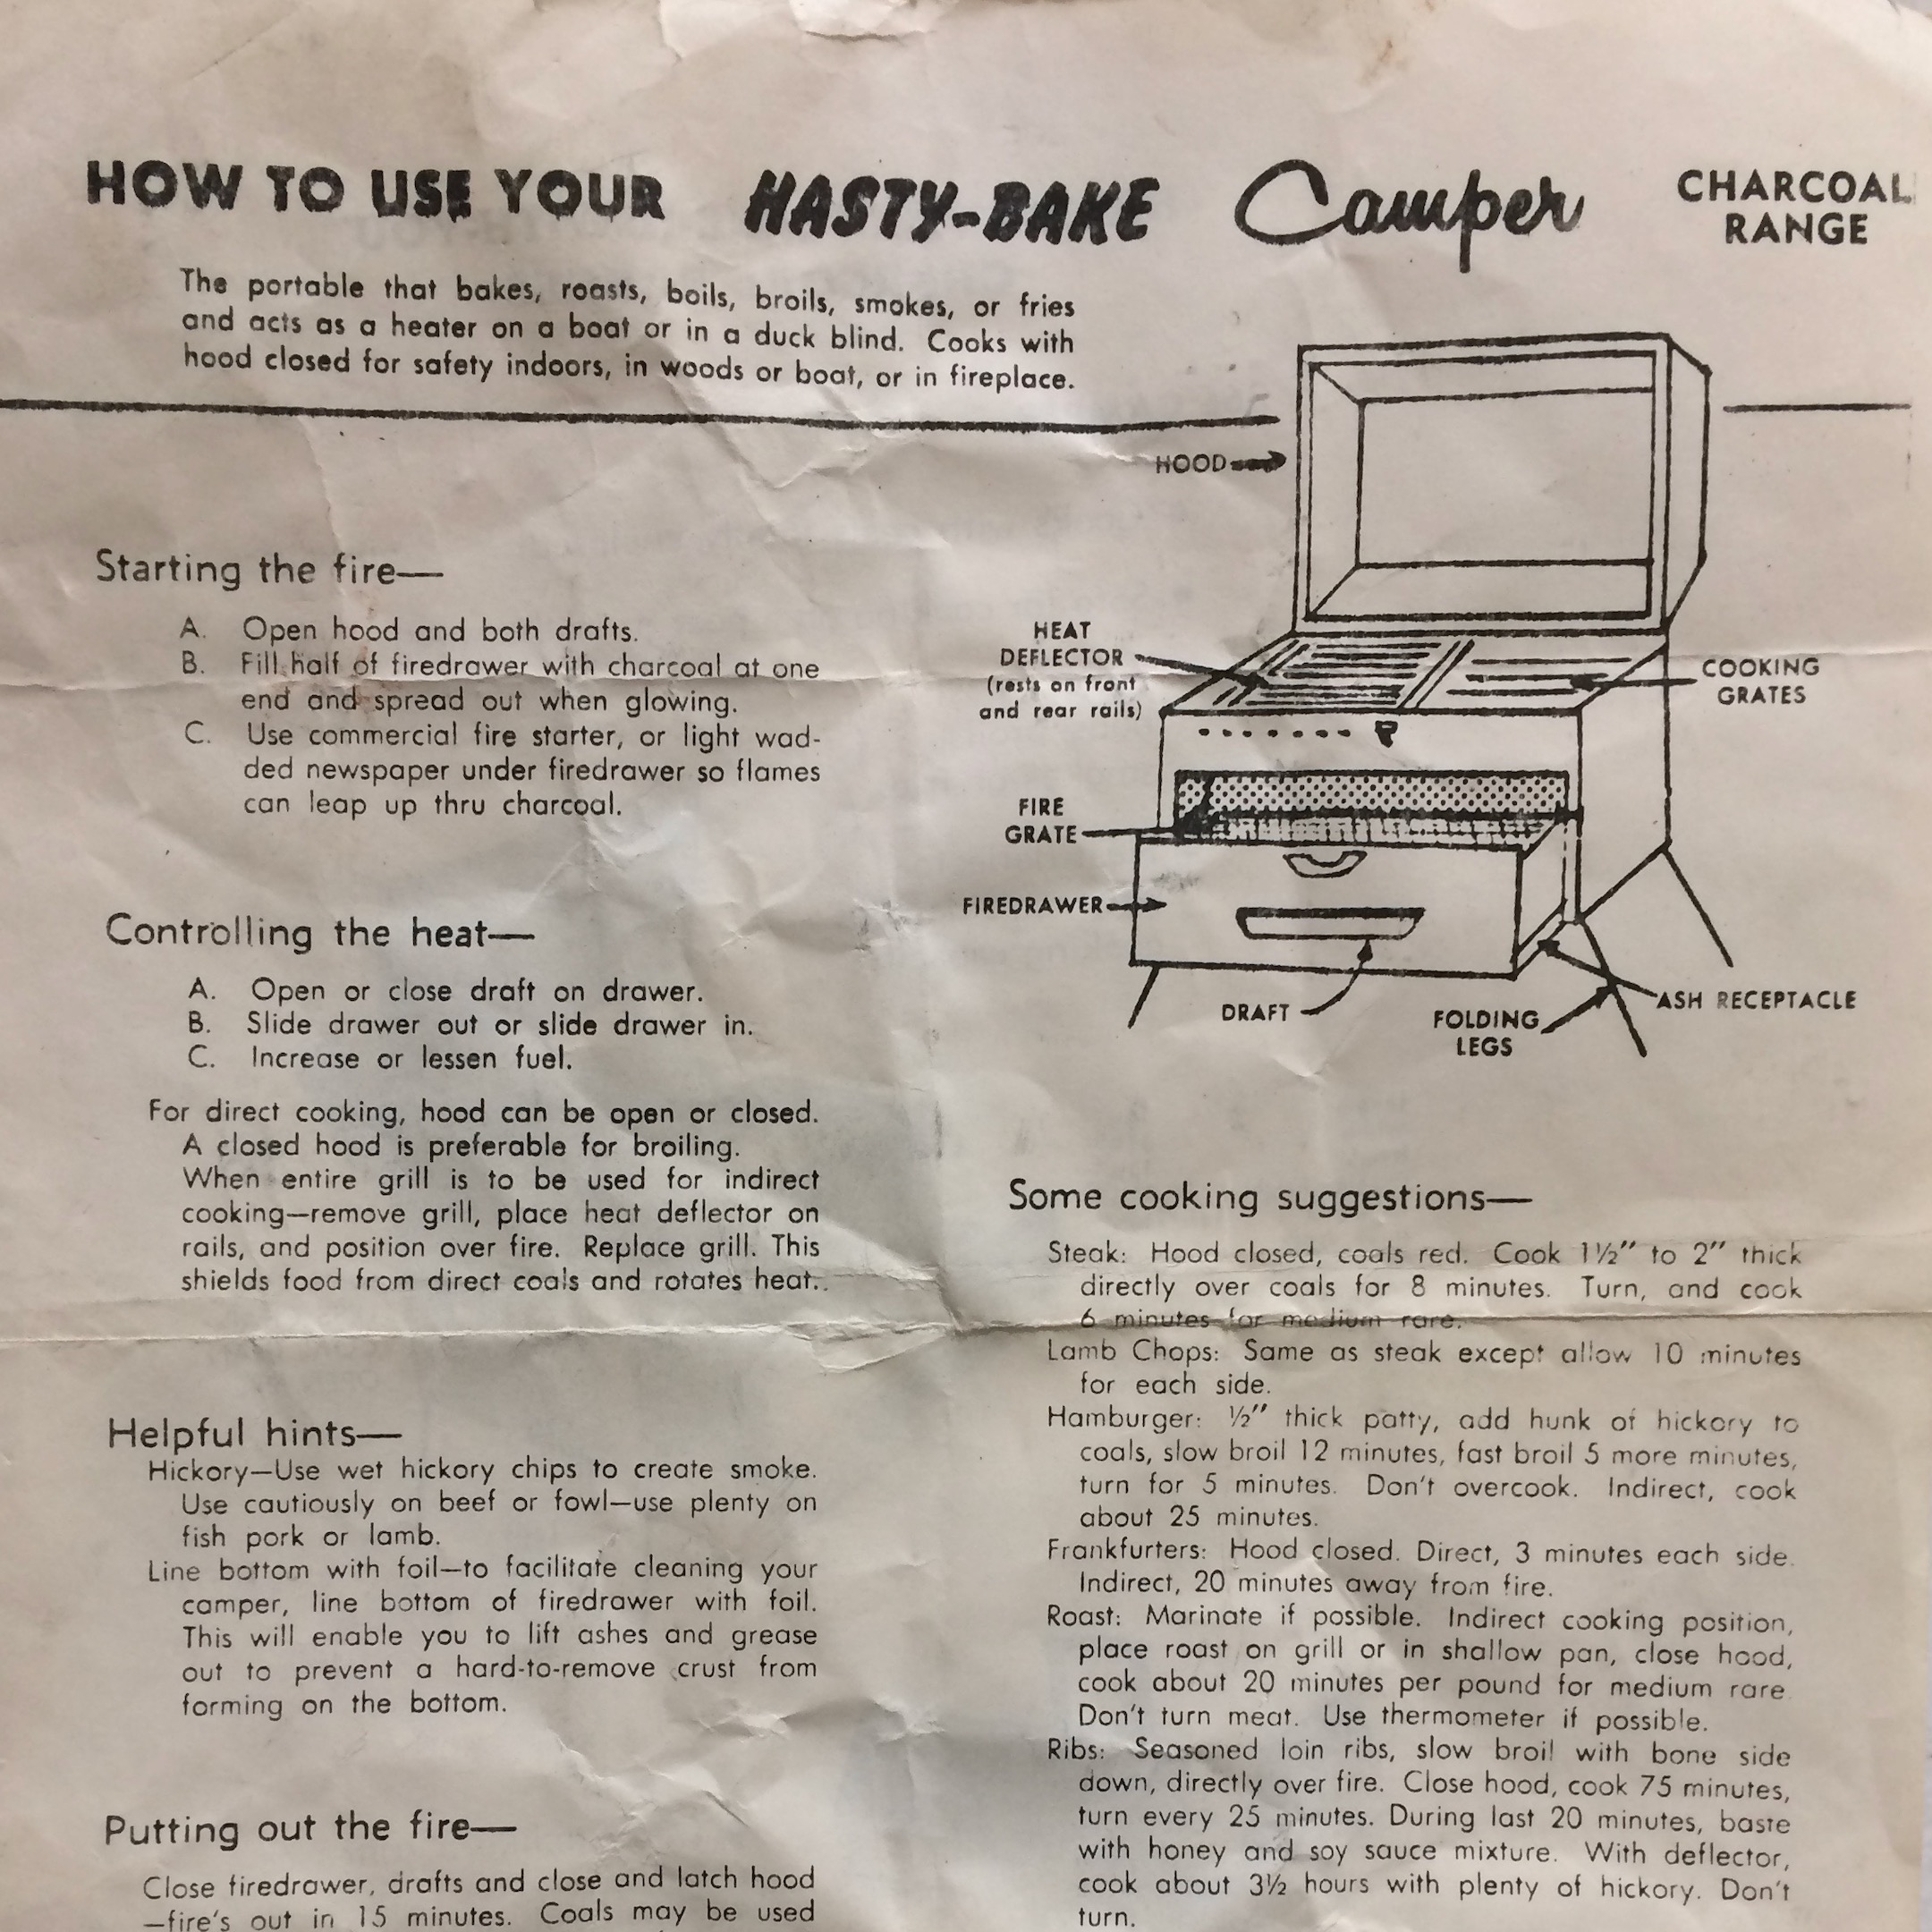 HOW TO USE YOUR HASTY-BAKE Camper CHARCOAL
RANGE
The portable that bakes, roasts, boils, broils, smokes, or fries
and acts as a heater on a boat or in a duck blind. Cooks with
hood closed for safety indoors, in woods or boat, or in fireplace.
HOOD
HEAT
DEFLECTOR
(rests on front
and rear rails)
COOKING
GRATES
FIRE
GRATE
FIREDRAWER
DRAFT
FOLDING
LEGS
ASH RECEPTACLE
Starting the fire—
A. Open hood and both drafts.
B. Fill half of firedrawer with charcoal at one
end and spread out when glowing.
C. Use commercial fire starter, or light wad-
ded newspaper under firedrawer so flames
can leap up thru charcoal.
Controlling the heat—
A. Open or close draft on drawer.
B. Slide drawer out or slide drawer in.
C. Increase or lessen fuel.
For direct cooking, hood can be open or closed.
A closed hood is preferable for broiling.
When entire grill is to be used for indirect
cooking—remove grill, place heat deflector on
rails, and position over fire. Replace grill. This
shields food from direct coals and rotates heat.
Helpful hints—
Hickory—Use wet hickory chips to create smoke.
Use cautiously on beef or fowl—use plenty on
fish pork or lamb.
Line bottom with foil—to facilitate cleaning your
camper, line bottom of firedrawer with foil.
This will enable you to lift ashes and grease
out to prevent a hard-to-remove crust from
forming on the bottom.
Putting out the fire—
Close firedrawer, drafts and close and latch hood
—fire's out in 15 minutes. Coals may be used
Some cooking suggestions—
Steak: Hood closed, coals red. Cook 1½" to 2" thick
directly over coals for 8 minutes. Turn, and cook
6 minutes for medium rare.
Lamb Chops: Same as steak except allow 10 minutes
for each side.
Hamburger: ½" thick patty, add hunk of hickory to
coals, slow broil 12 minutes, fast broil 5 more minutes,
turn for 5 minutes. Don't overcook. Indirect, cook
about 25 minutes.
Frankfurters: Hood closed. Direct, 3 minutes each side.
Indirect, 20 minutes away from fire.
Roast: Marinate if possible. Indirect cooking position,
place roast on grill or in shallow pan, close hood,
cook about 20 minutes per pound for medium rare
Don't turn meat. Use thermometer if possible.
Ribs: Seasoned loin ribs, slow broil with bone side
down, directly over fire. Close hood, cook 75 minutes,
turn every 25 minutes. During last 20 minutes, baste
with honey and soy sauce mixture. With deflector,
cook about 3½ hours with plenty of hickory. Don't
turn.